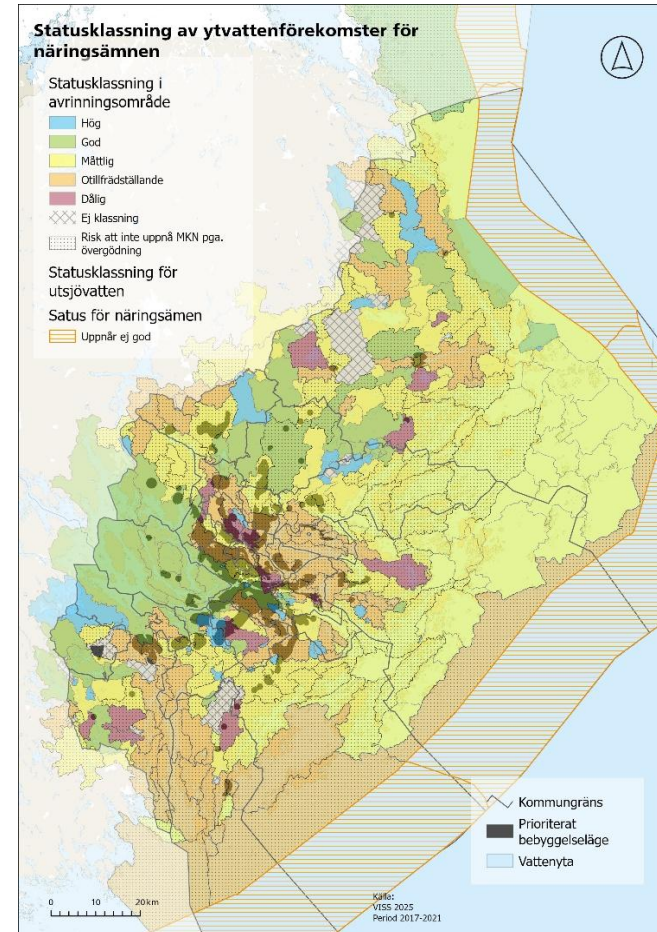 Statusklassning av ytvattenförekomster för
näringsämnen
Statusklassning i
avrinningsområde
Hög
God
Måttlig
Otillfrädställande
Dålig
Ej klassning
Risk att inte uppnå MKN pga.
övergödning
Statusklassning för
utsjövatten
Satus för näringsämen
Uppnår ej god
Kommungräns
Prioriterat
bebyggelseläge
Vattenyta
0 10 20 km
Källa:
VISS 2025
Period 2017-2021